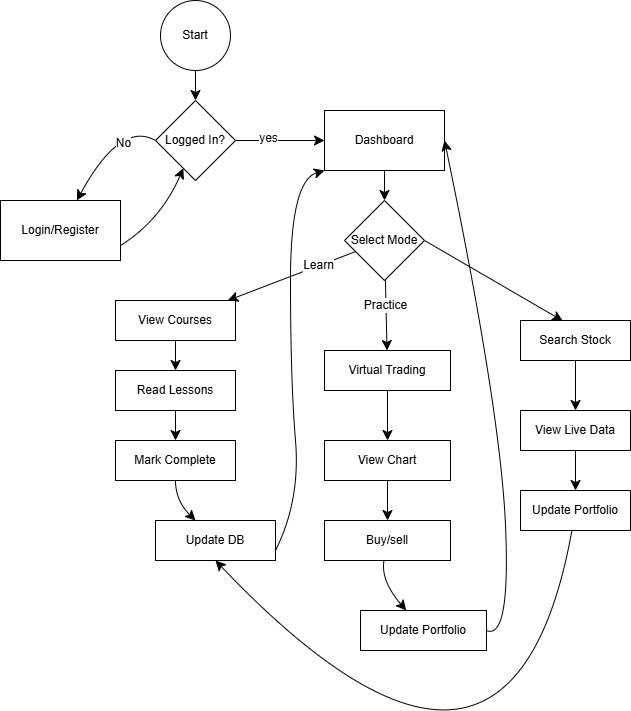 Start
Logged In?
No
yes
Dashboard
Login/Register
Select Mode
Learn
Practice
View Courses
Search Stock
Virtual Trading
Read Lessons
View Live Data
Mark Complete
View Chart
Update Portfolio
Update DB
Buy/sell
Update Portfolio